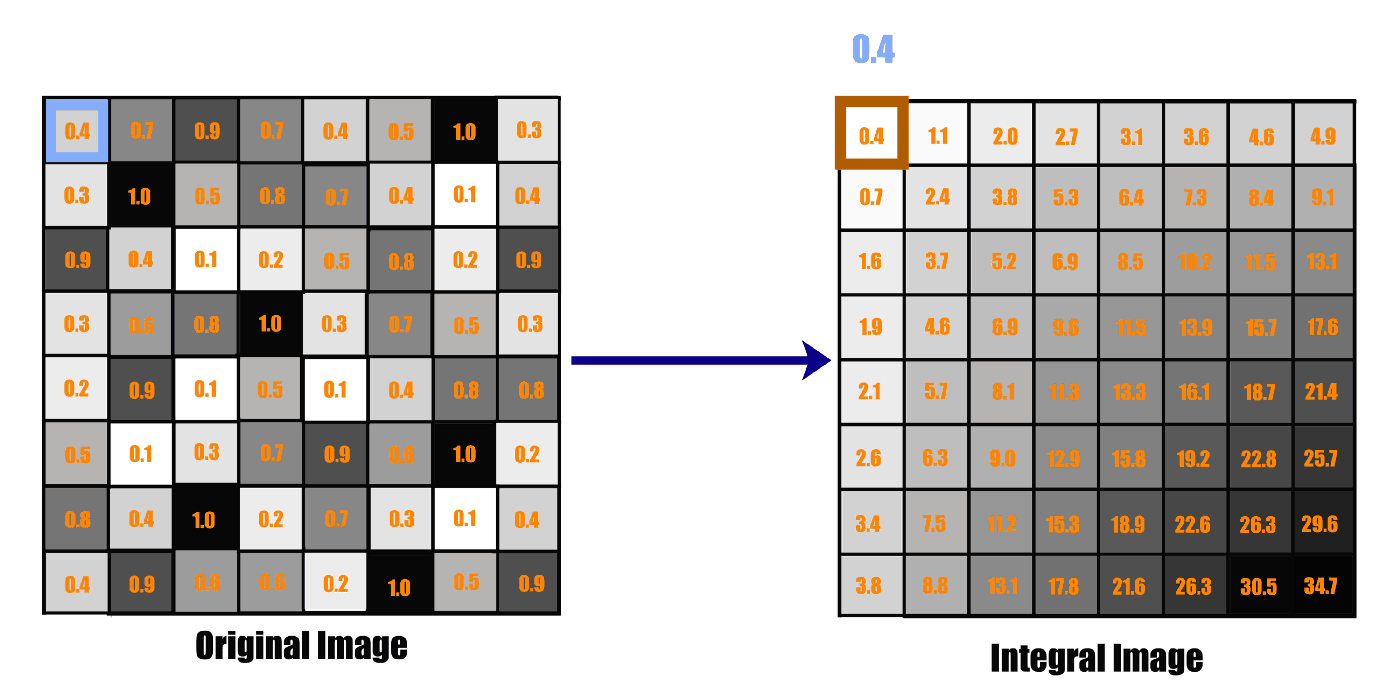 0.4
0.4 0.7 0.9 0.7 0.4 0.5 1.0 0.3
0.3 1.0 0.5 0.8 0.7 0.4 0.1 0.4
0.9 0.4 0.1 0.2 0.5 0.8 0.2 0.9
0.3 0.6 0.8 1.0 0.3 0.7 0.5 0.3
0.2 0.9 0.1 0.5 0.1 0.4 0.8 0.8
0.5 0.1 0.3 0.7 0.9 0.6 1.0 0.2
0.8 0.4 1.0 0.2 0.7 0.3 0.1 0.4
0.4 0.9 0.6 0.6 0.2 1.0 0.5 0.9
Original Image
0.4 1.1 2.0 2.7 3.1 3.6 4.6 4.9
0.7 2.4 3.8 5.3 6.4 7.3 8.4 9.1
1.6 3.7 5.2 6.9 8.5 10.2 11.5 13.1
1.9 4.6 6.9 9.6 11.5 13.9 15.7 17.6
2.1 5.7 8.1 11.3 13.3 16.1 18.7 21.4
2.6 6.3 9.0 12.9 15.8 19.2 22.8 25.7
3.4 7.5 11.2 15.3 18.9 22.6 26.3 29.6
3.8 8.8 13.1 17.8 21.6 26.3 30.5 34.7
Integral Image